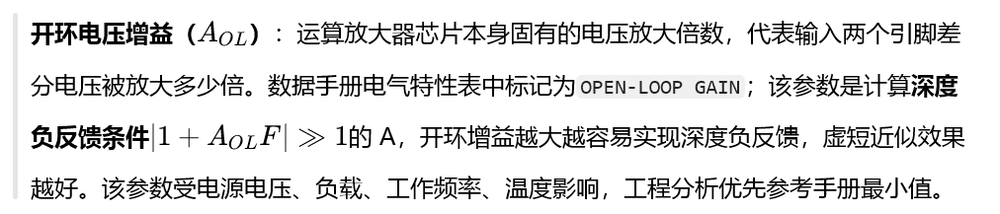 开环电压增益（A_{OL}）：运算放大器芯片本身固有的电压放大倍数，代表输入两个引脚差
分电压被放大多少倍。数据手册电气特性表中标记为 OPEN-LOOP GAIN；该参数是计算深度
负反馈条件|1 + A_{OL}F| ≫ 1的 A，开环增益越大越容易实现深度负反馈，虚短近似效果
越好。该参数受电源电压、负载、工作频率、温度影响，工程分析优先参考手册最小值。